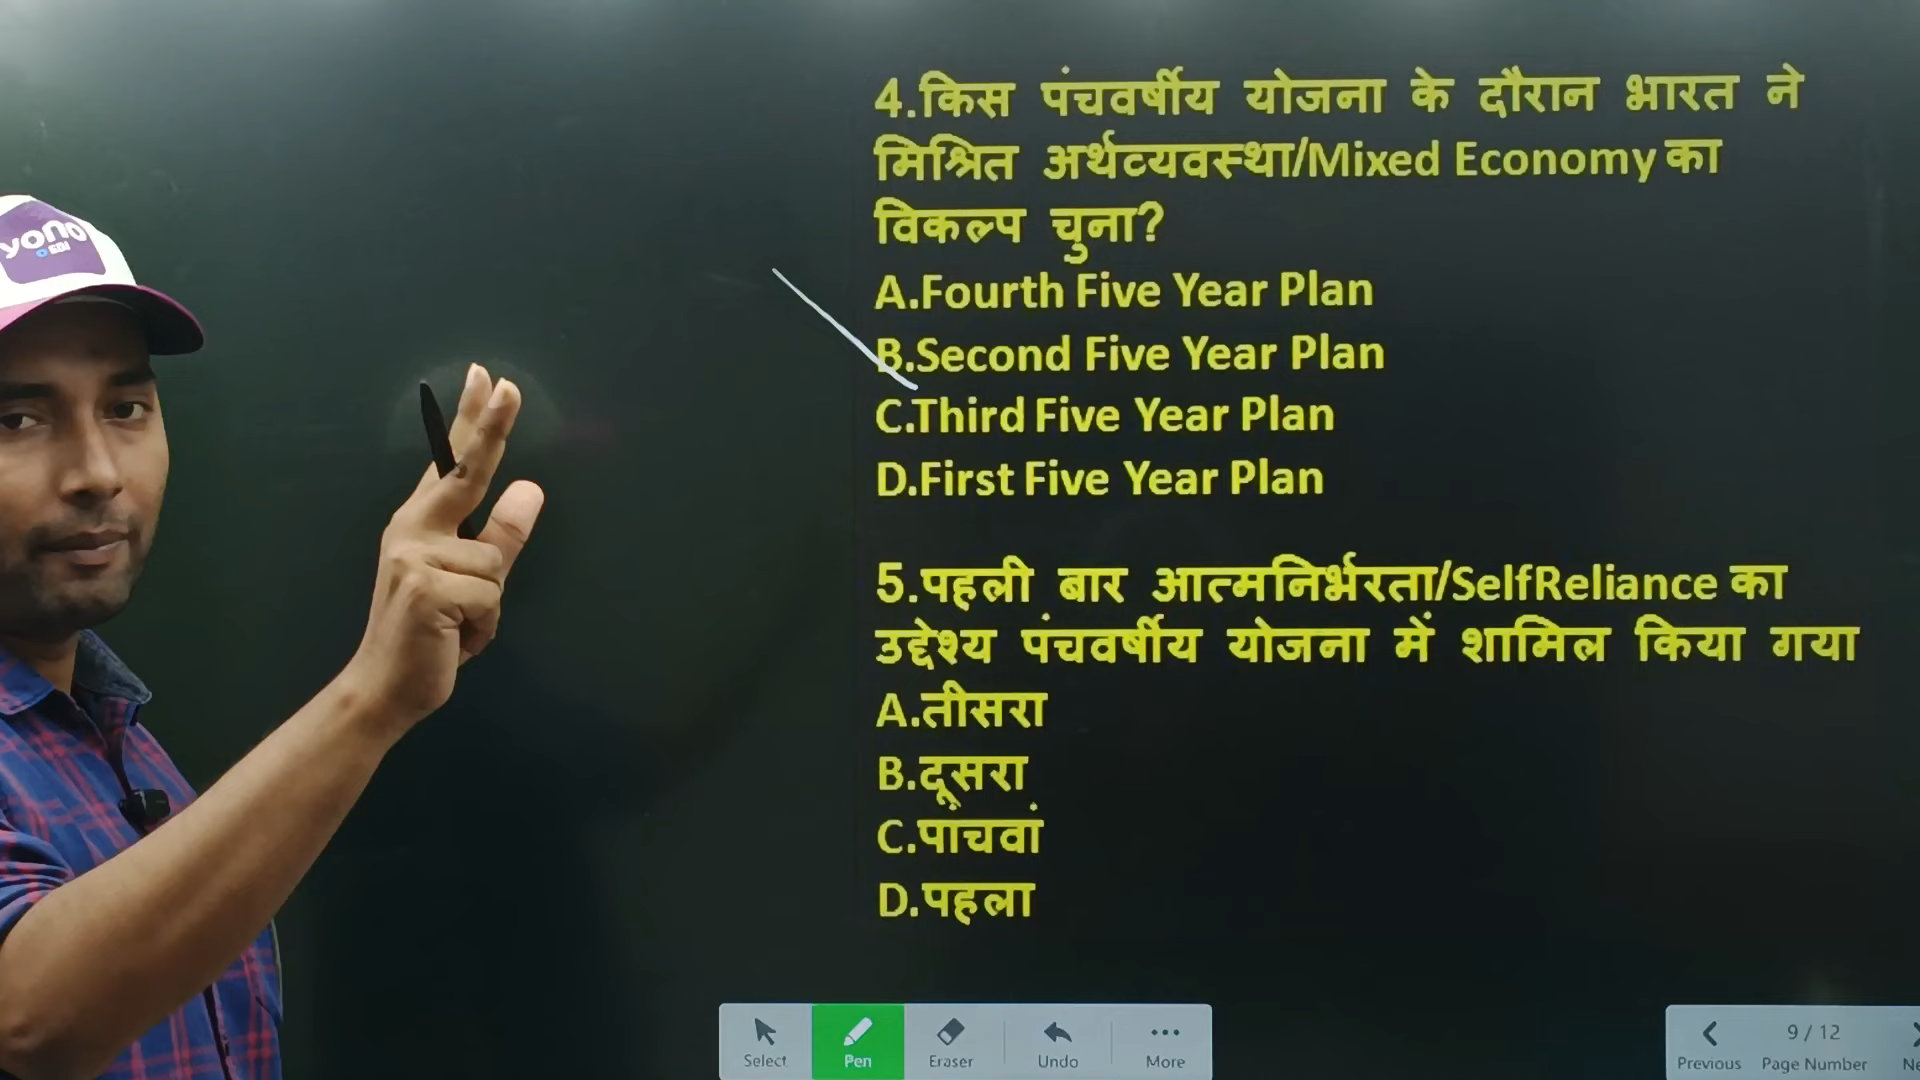 yono
SBI
4.किस पंचवर्षीय योजना के दौरान भारत ने
मिश्रित अर्थव्यवस्था/Mixed Economy का
विकल्प चुना?
A.Fourth Five Year Plan
B.Second Five Year Plan
C.Third Five Year Plan
D.First Five Year Plan
5.पहली बार आत्मनिर्भरता/SelfReliance का
उद्देश्य पंचवर्षीय योजना में शामिल किया गया
A.तीसरा
B.दूसरा
C.पांचवां
D.पहला
Select
Pen
Eraser
Undo
More
9 / 12
Previous Page Number